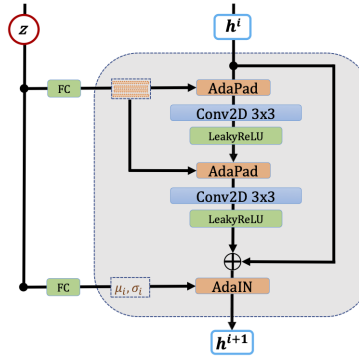 z
h^i
FC
AdaPad
Conv2D 3x3
LeakyReLU
AdaPad
Conv2D 3x3
LeakyReLU
FC
μ_i, σ_i
AdaIN
h^{i+1}